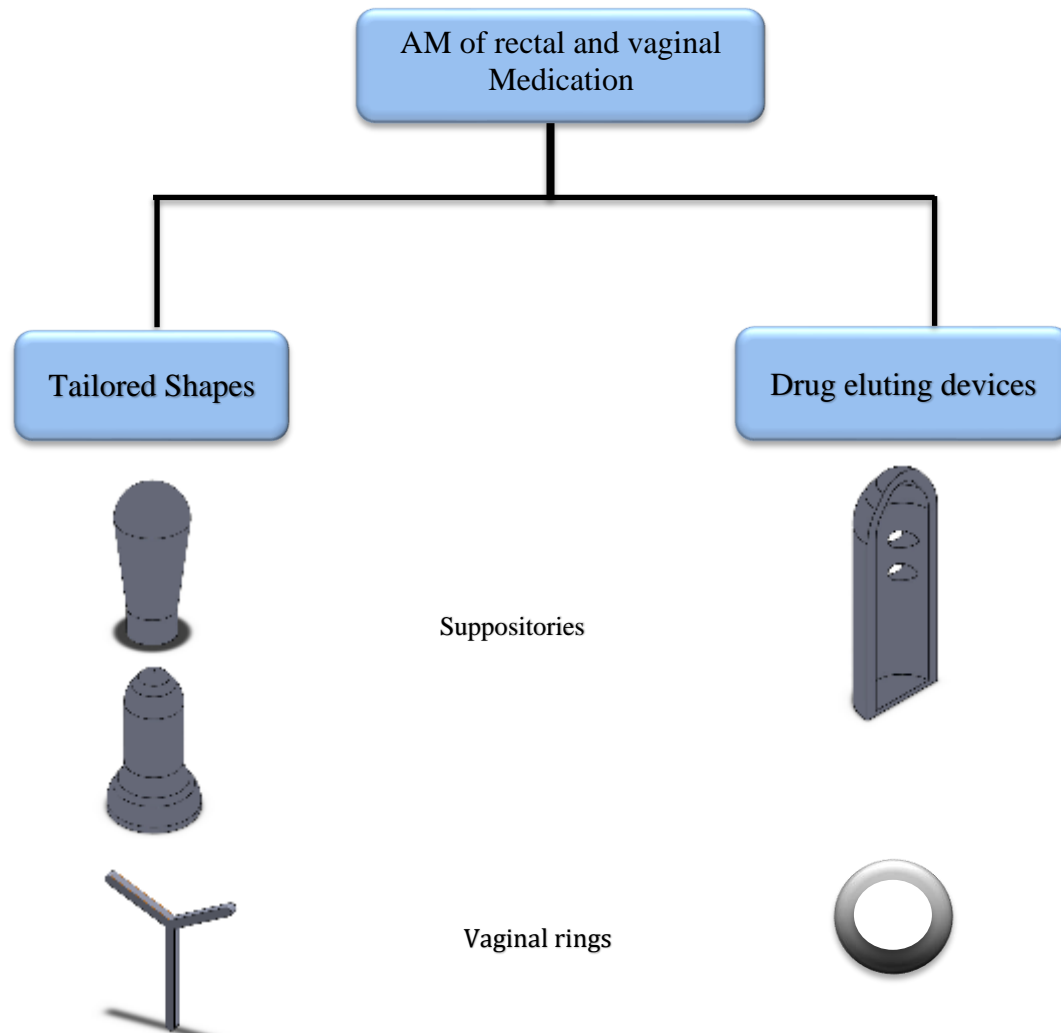 AM of rectal and vaginal
Medication
Tailored Shapes
Drug eluting devices
Suppositories
Vaginal rings